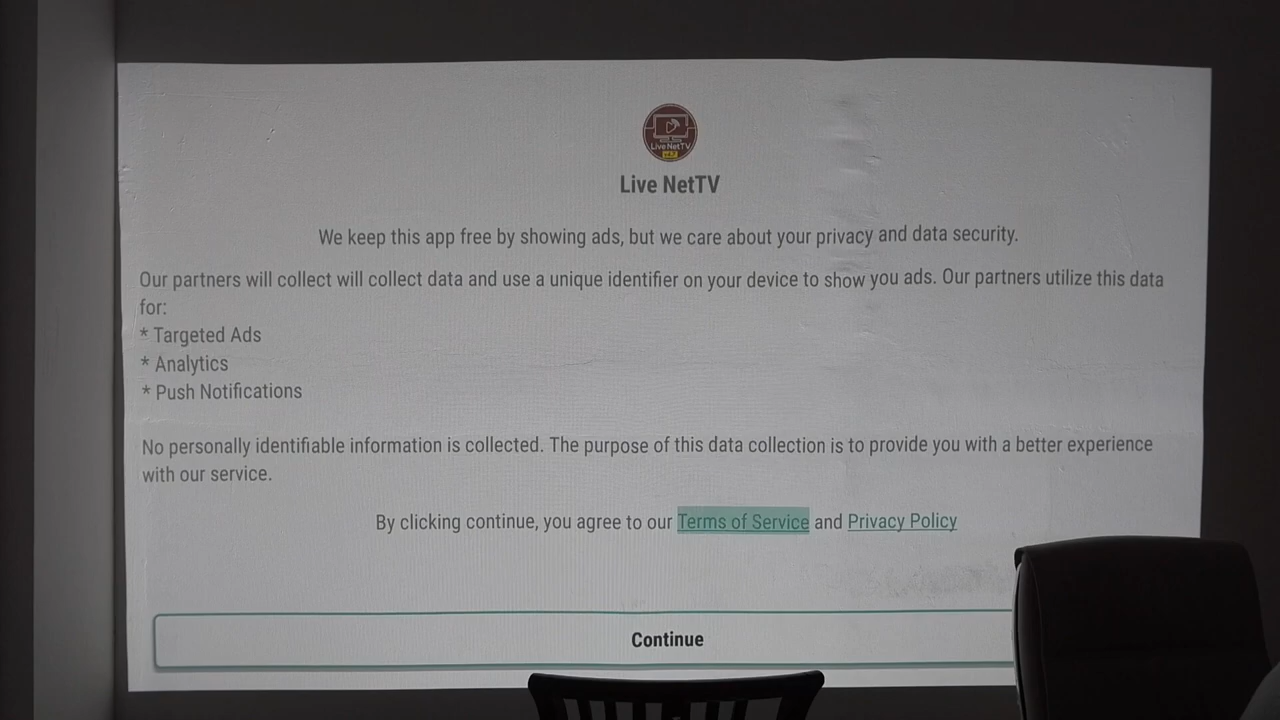 Live NetTV
v4.7
Live NetTV
We keep this app free by showing ads, but we care about your privacy and data security.
Our partners will collect will collect data and use a unique identifier on your device to show you ads. Our partners utilize this data
for:
* Targeted Ads
* Analytics
* Push Notifications
No personally identifiable information is collected. The purpose of this data collection is to provide you with a better experience
with our service.
By clicking continue, you agree to our Terms of Service and Privacy Policy
Continue